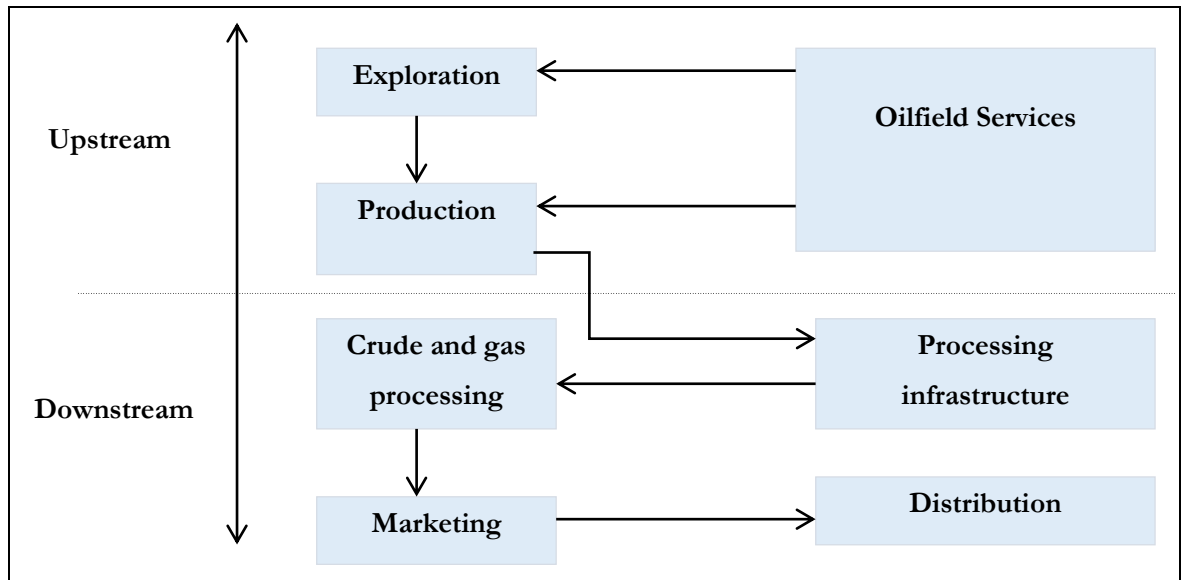 Exploration
Oilfield Services
Upstream
Production
Crude and gas
processing
Processing
infrastructure
Downstream
Marketing
Distribution